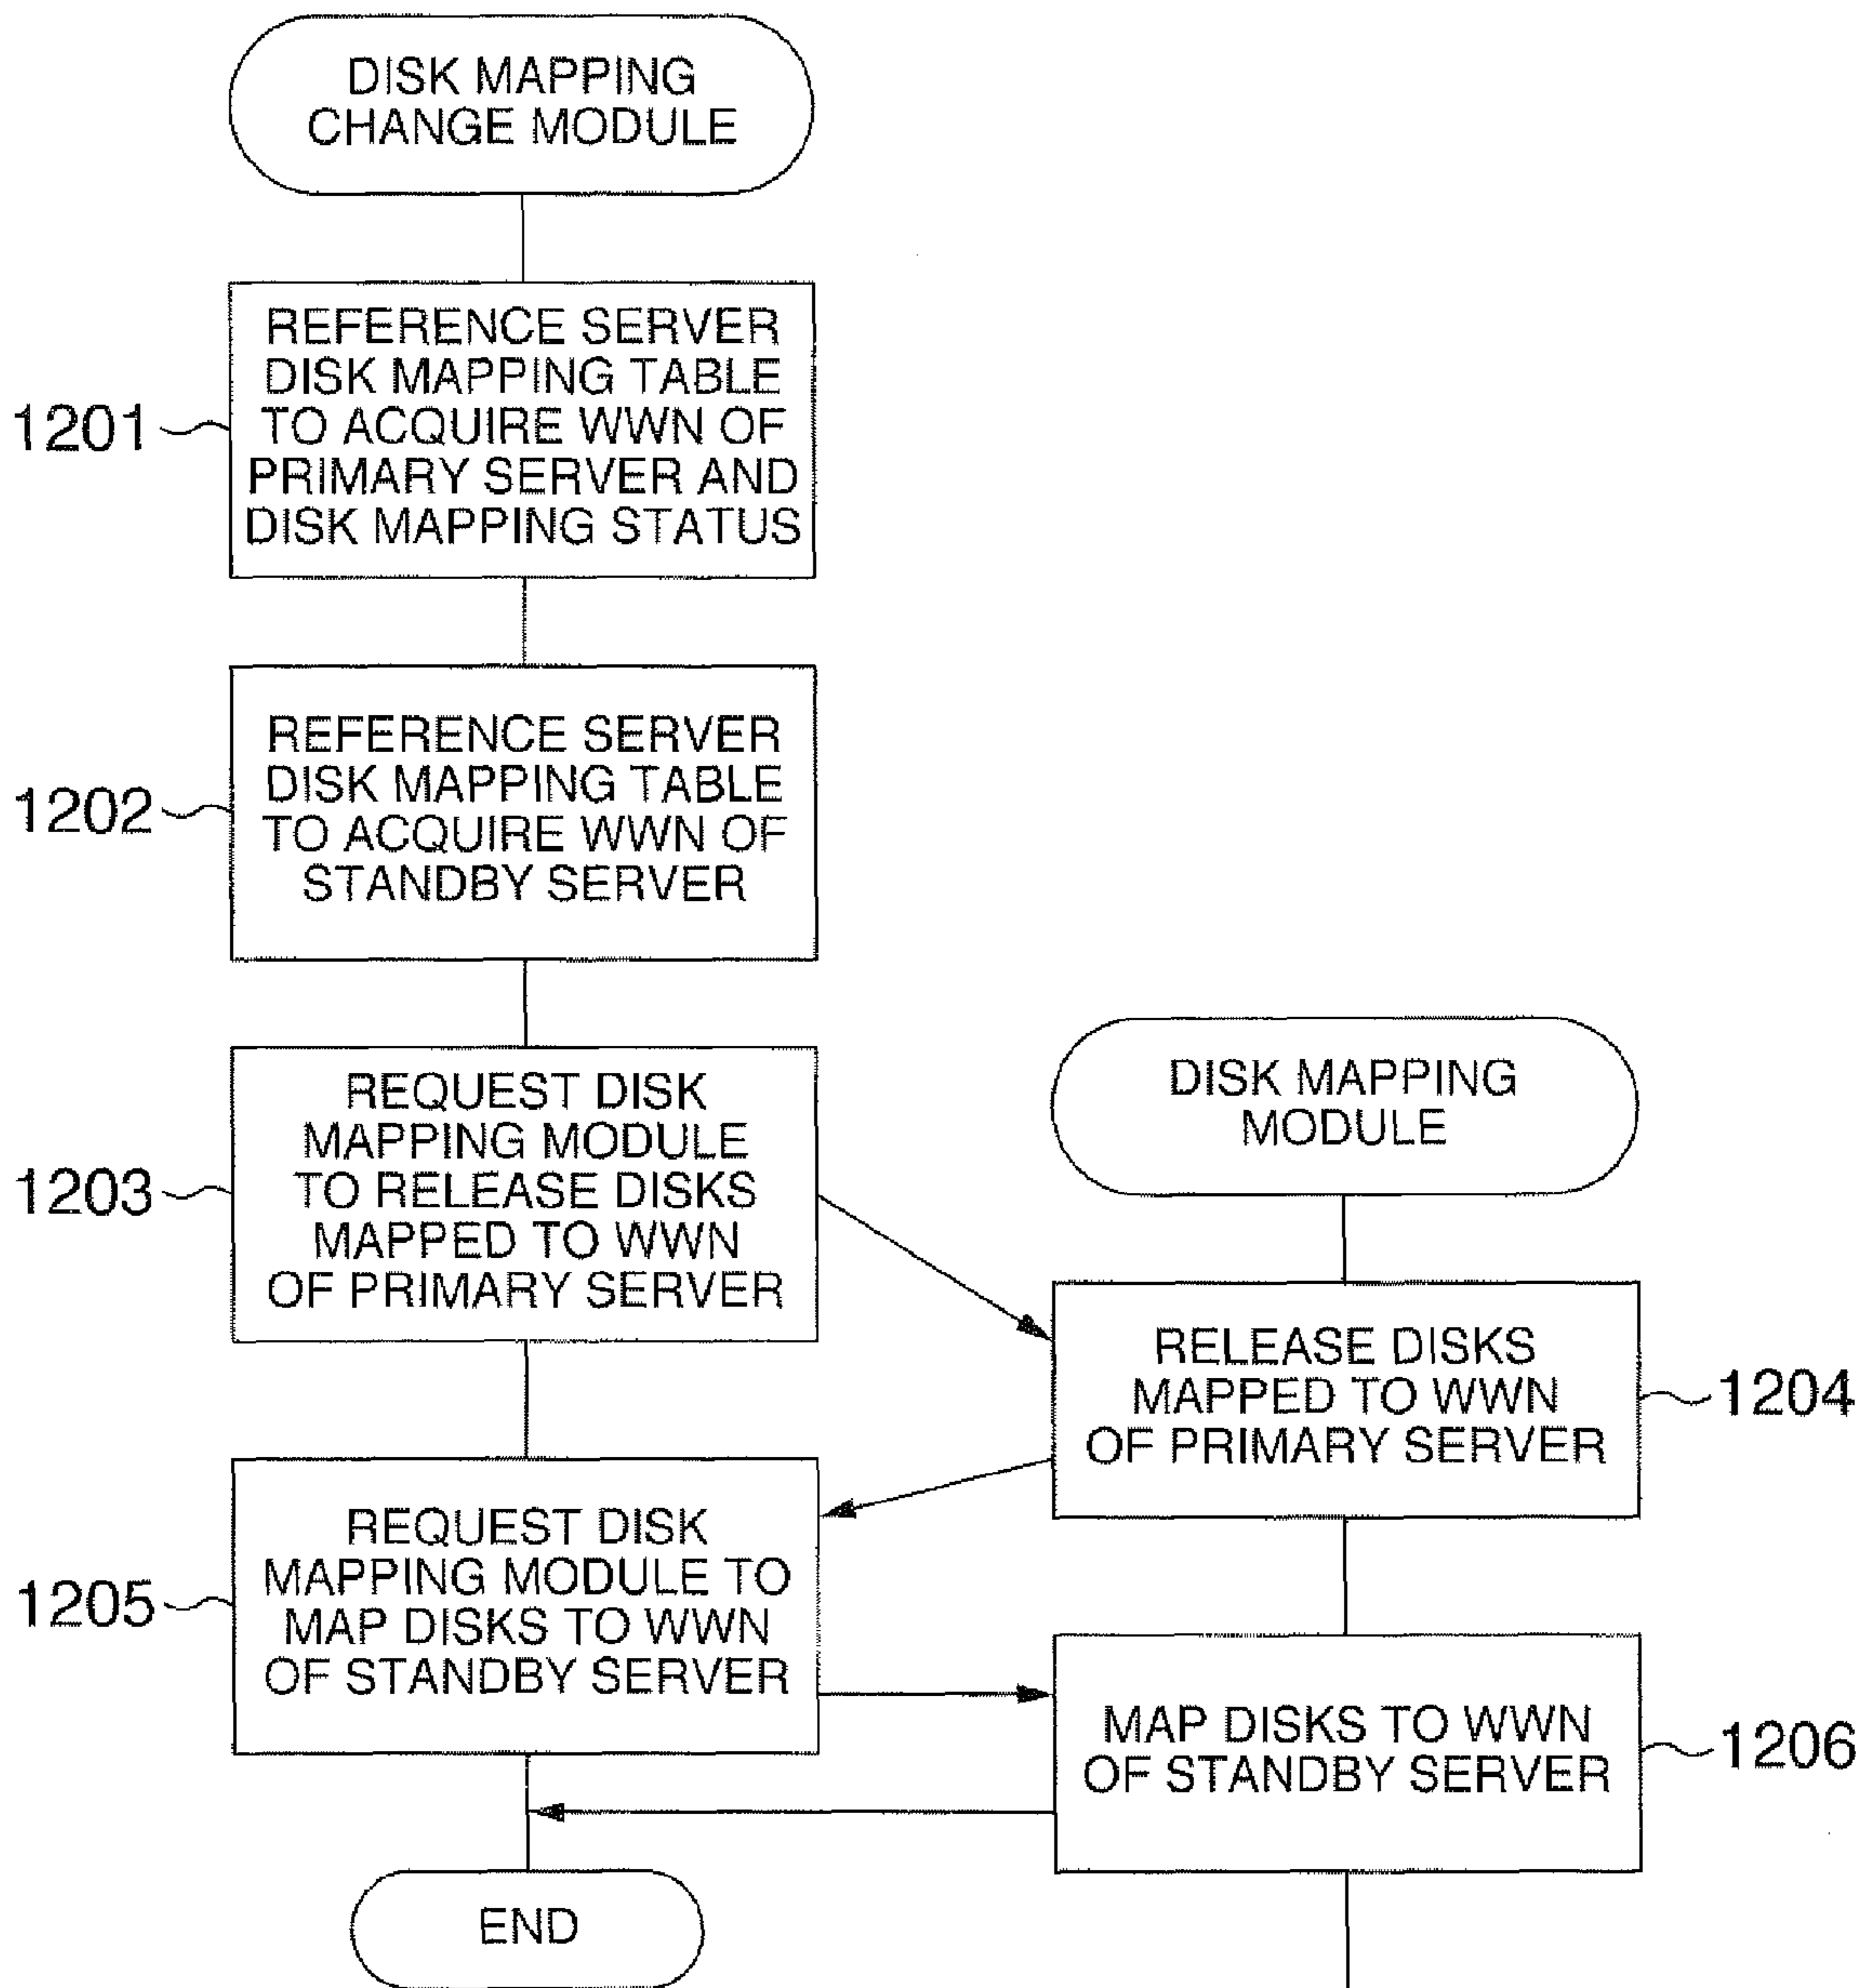 DISK MAPPING
CHANGE MODULE
1201
REFERENCE SERVER
DISK MAPPING TABLE
TO ACQUIRE WWN OF
PRIMARY SERVER AND
DISK MAPPING STATUS
1202
REFERENCE SERVER
DISK MAPPING TABLE
TO ACQUIRE WWN OF
STANDBY SERVER
1203
REQUEST DISK
MAPPING MODULE
TO RELEASE DISKS
MAPPED TO WWN
OF PRIMARY SERVER
DISK MAPPING
MODULE
RELEASE DISKS
MAPPED TO WWN
OF PRIMARY SERVER
1204
1205
REQUEST DISK
MAPPING MODULE TO
MAP DISKS TO WWN
OF STANDBY SERVER
MAP DISKS TO WWN
OF STANDBY SERVER
1206
END